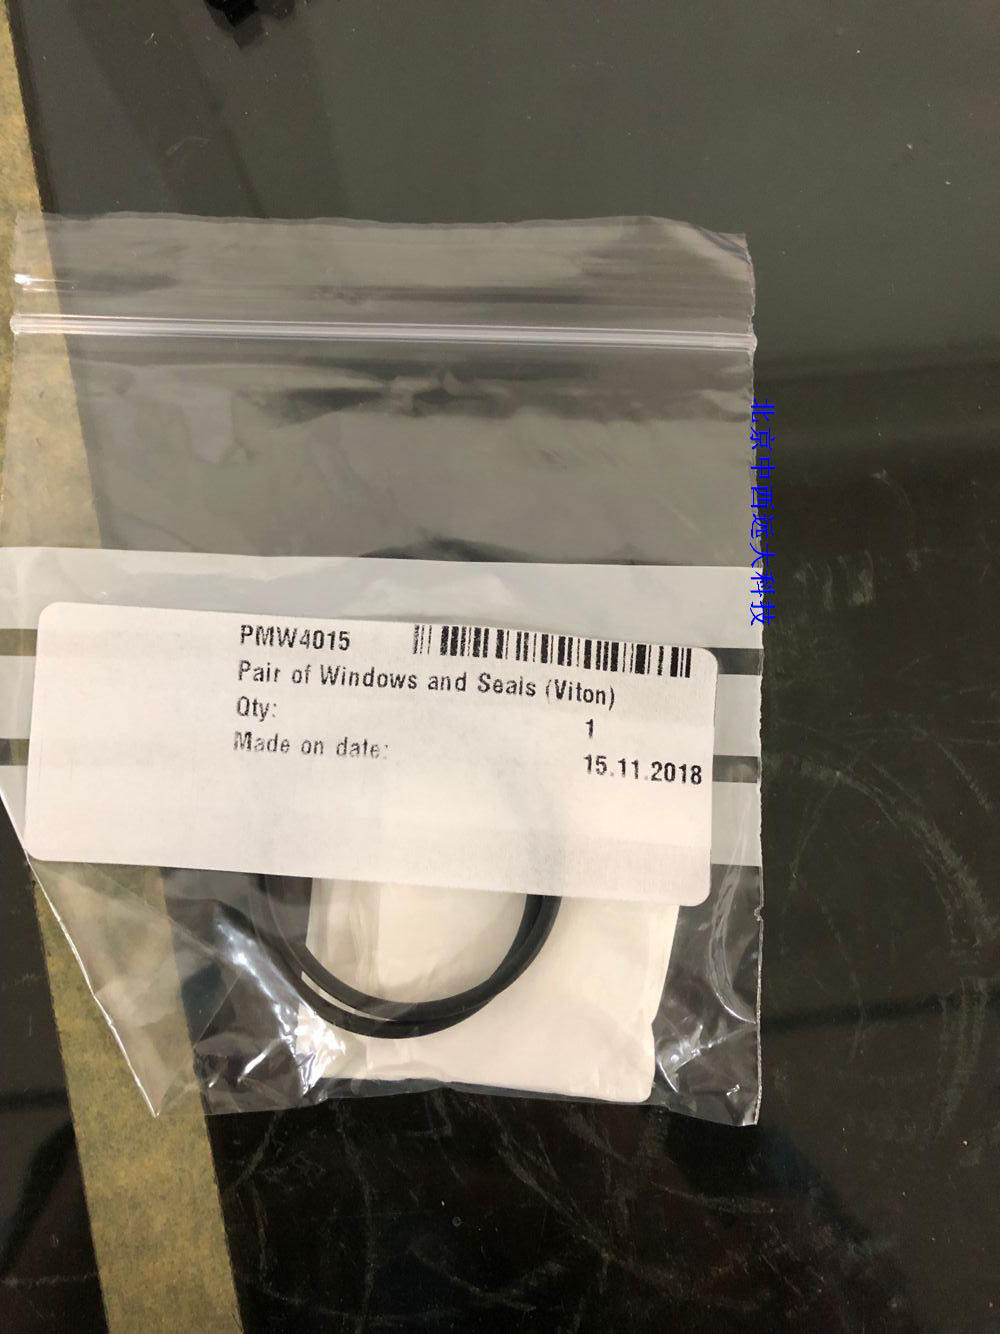 PMW4015
Pair of Windows and Seals (Viton)
Qty:
1
Made on date:
15.11.2018
北京中西远大科技